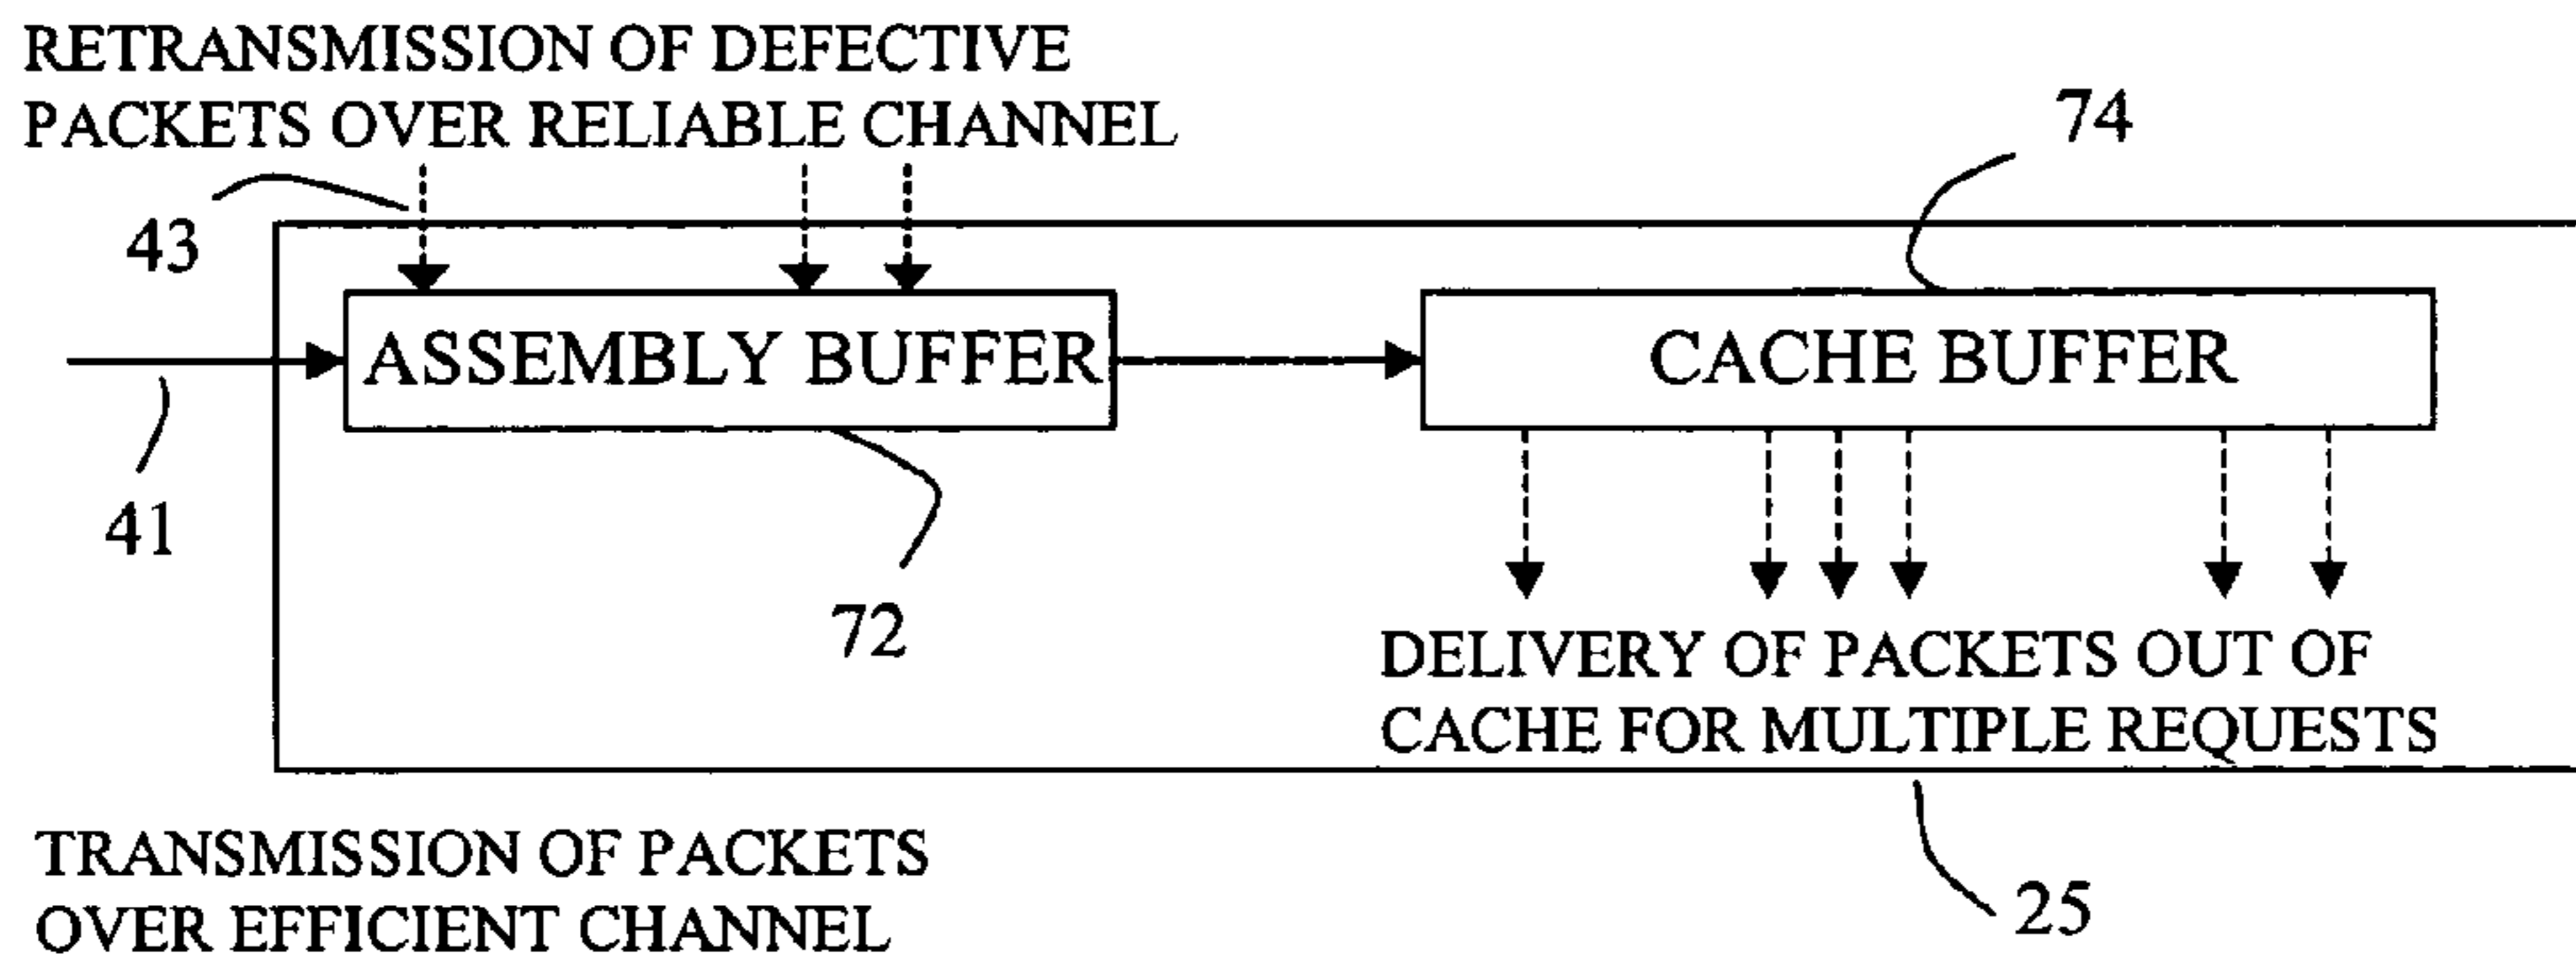 RETRANSMISSION OF DEFECTIVE
PACKETS OVER RELIABLE CHANNEL
74
43
ASSEMBLY BUFFER
CACHE BUFFER
41
72
DELIVERY OF PACKETS OUT OF
CACHE FOR MULTIPLE REQUESTS
TRANSMISSION OF PACKETS
OVER EFFICIENT CHANNEL
25